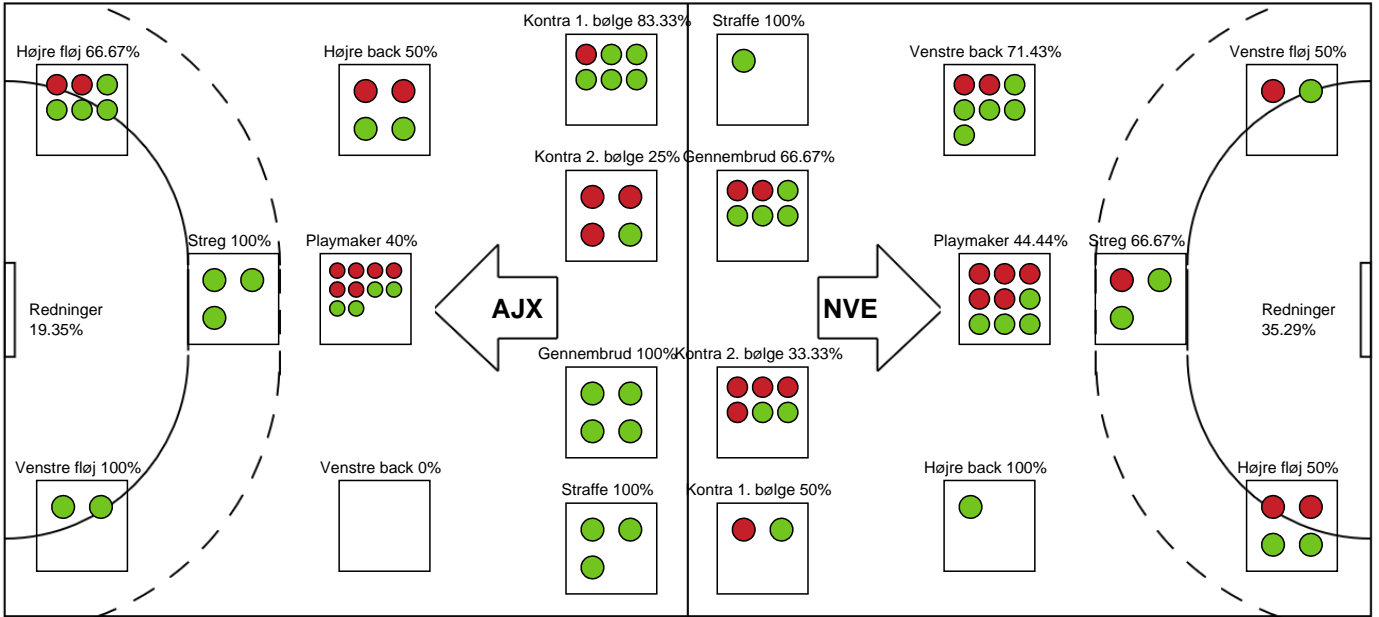 Kontra 1. bølge 83.33%
Straffe 100%
Højre fløj 66.67%
Højre back 50%
Venstre back 71.43%
Venstre fløj 50%
Kontra 2. bølge 25%
Gennembrud 66.67%
Streg 100%
Playmaker 40%
Playmaker 44.44%
Streg 66.67%
Redninger
19.35%
AJX
NVE
Redninger
35.29%
Gennembrud 100%
Kontra 2. bølge 33.33%
Venstre fløj 100%
Venstre back 0%
Straffe 100%
Kontra 1. bølge 50%
Højre back 100%
Højre fløj 50%